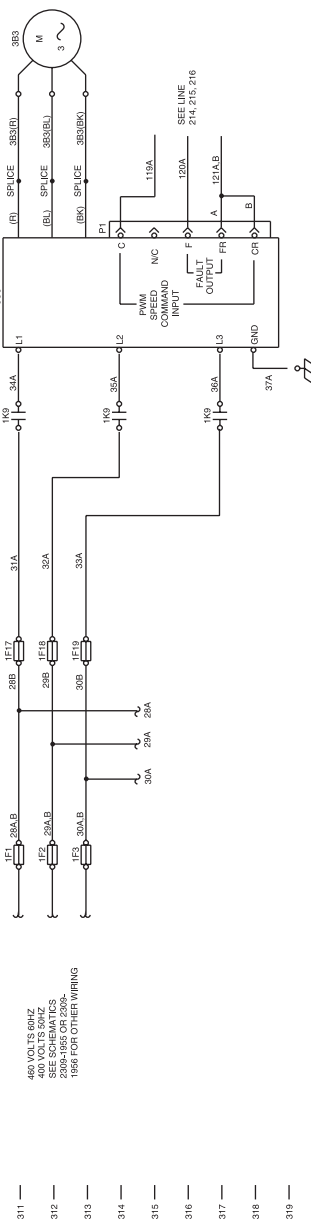 311
312
313
314
315
316
317
318
319
460 VOLTS 60HZ
400 VOLTS 50HZ
SEE SCHEMATICS
2309-1955 OR 2309-
1956 FOR OTHER WIRING
1F1
28A,B
28B
1F17
31A
1K9
34A
L1
1F2
29A,B
29B
1F18
32A
1K9
35A
L2
1F3
30A,B
30B
1F19
33A
1K9
36A
L3
28A
29A
30A
37A
GND
PWM
SPEED
COMMAND
INPUT
FAULT
OUTPUT
P1
C
N/C
F
FR
CR
A
B
119A
120A
121A,B
SEE LINE
214, 215, 216
(R)
SPLICE
3B3(R)
(BL)
SPLICE
3B3(BL)
(BK)
SPLICE
3B3(BK)
3B3
M
3